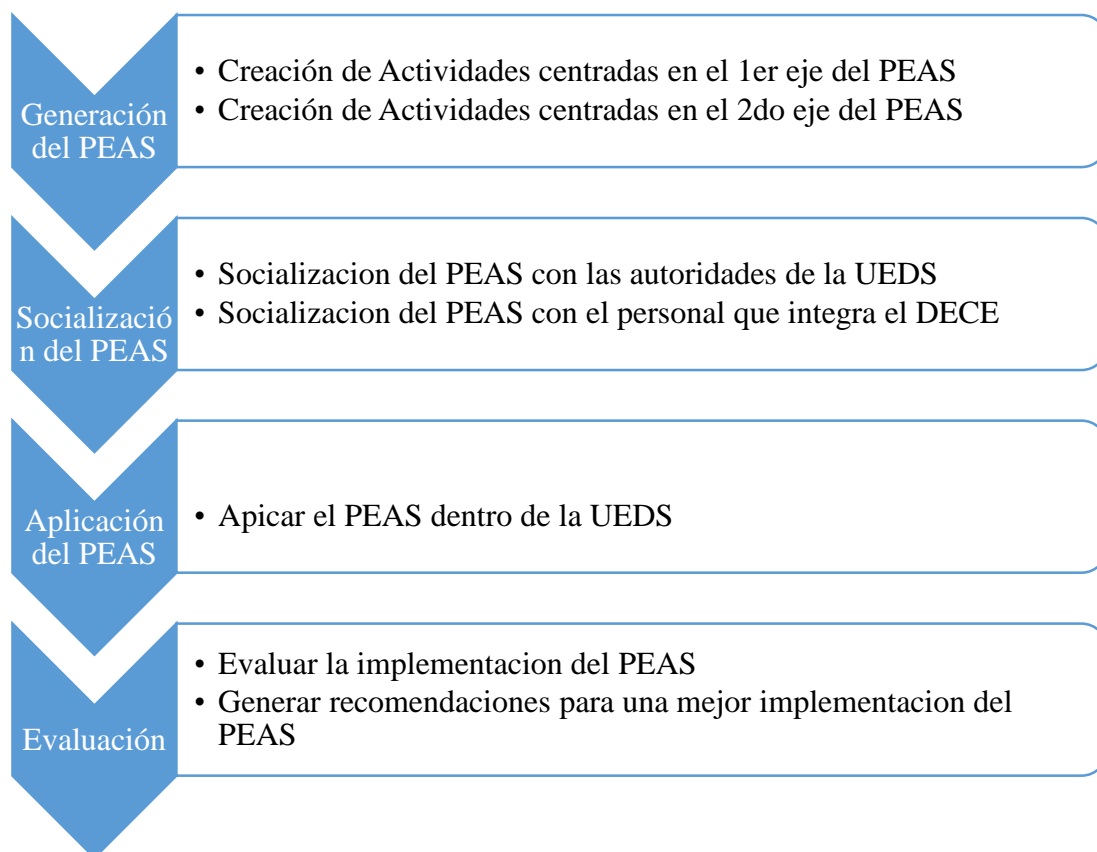 Generación
del PEAS
• Creación de Actividades centradas en el 1er eje del PEAS
• Creación de Actividades centradas en el 2do eje del PEAS
Socializació
n del PEAS
• Socializacion del PEAS con las autoridades de la UEDS
• Socializacion del PEAS con el personal que integra el DECE
Aplicación
del PEAS
• Apicar el PEAS dentro de la UEDS
Evaluación
• Evaluar la implementacion del PEAS
• Generar recomendaciones para una mejor implementacion del
PEAS